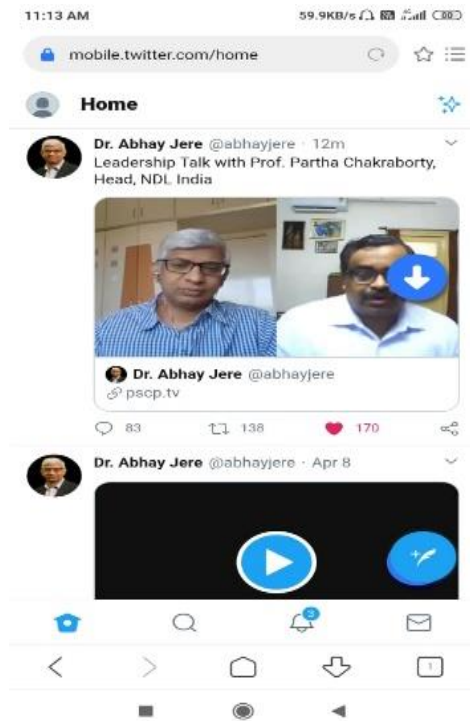 11:13 AM
59.9KB/s
mobile.twitter.com/home
Home
Dr. Abhay Jere @abhayjere · 12m
Leadership Talk with Prof. Partha Chakraborty,
Head, NDL India
Dr. Abhay Jere @abhayjere
pscp.tv
83 138 170
Dr. Abhay Jere @abhayjere · Apr 8
3
1